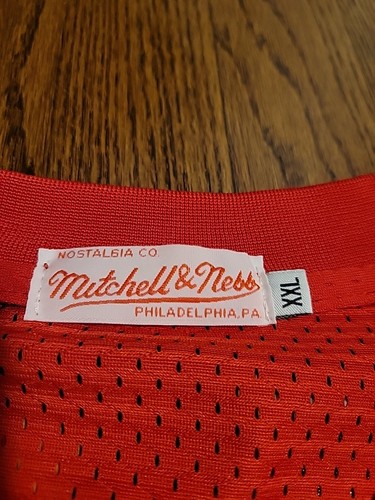 NOSTALGIA CO.
Mitchell & Ness
PHILADELPHIA, PA.
XXL